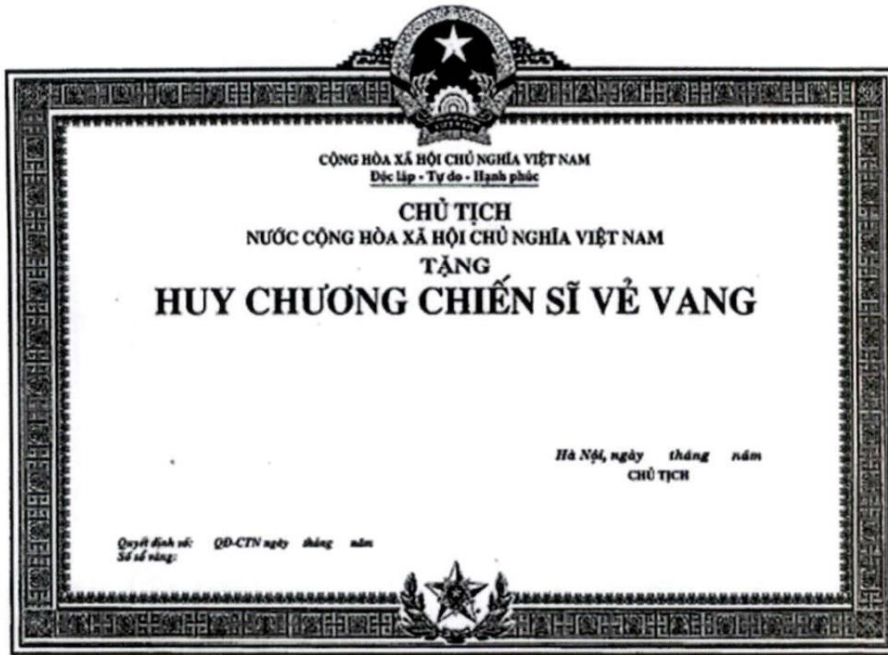 CỘNG HÒA XÃ HỘI CHỦ NGHĨA VIỆT NAM
Độc lập - Tự do - Hạnh phúc
CHỦ TỊCH
NƯỚC CỘNG HÒA XÃ HỘI CHỦ NGHĨA VIỆT NAM
TẶNG
HUY CHƯƠNG CHIẾN SĨ VẺ VANG
Hà Nội, ngày tháng năm
CHỦ TỊCH
Quyết định số: QĐ-CTN ngày tháng năm
Số sổ vàng: